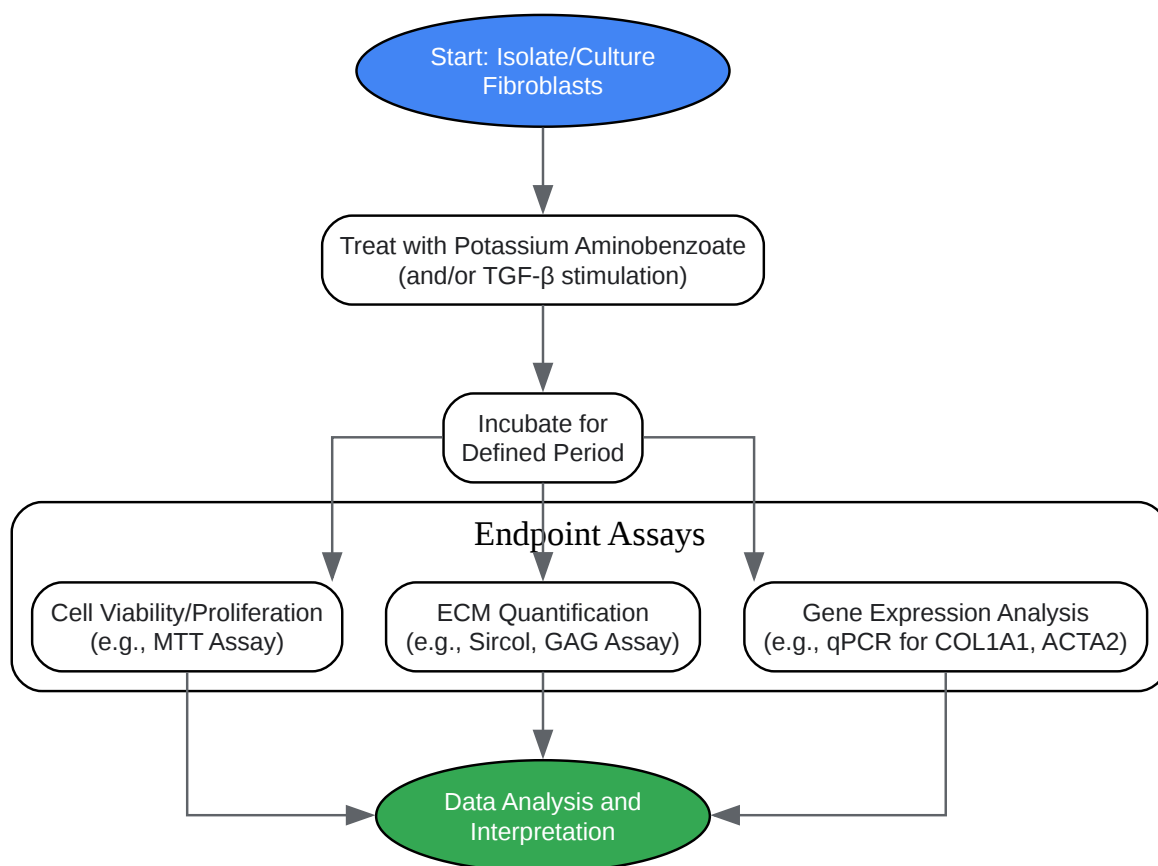 Start: Isolate/Culture
Fibroblasts
Treat with Potassium Aminobenzoate
(and/or TGF-β stimulation)
Incubate for
Defined Period
Endpoint Assays
Cell Viability/Proliferation
(e.g., MTT Assay)
ECM Quantification
(e.g., Sircol, GAG Assay)
Gene Expression Analysis
(e.g., qPCR for COL1A1, ACTA2)
Data Analysis and
Interpretation